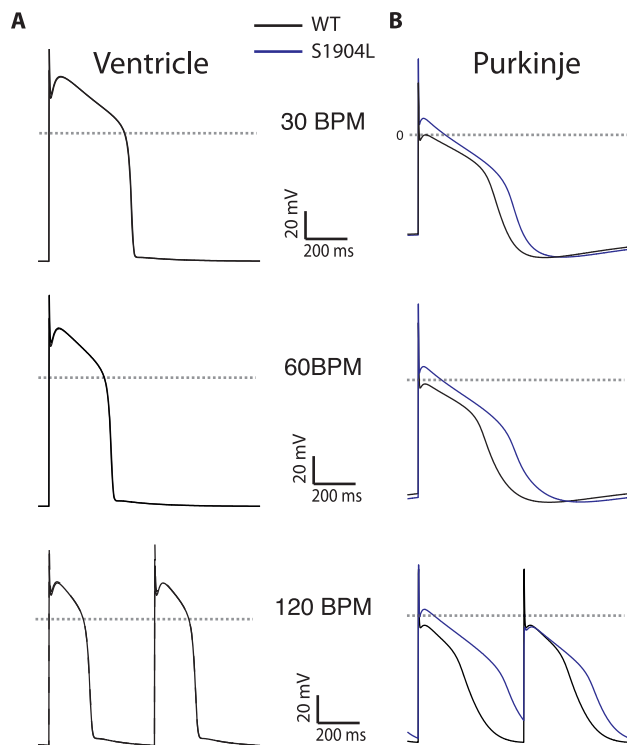 A
WT
B
S1904L
Ventricle
Purkinje
30 BPM
0
20 mV
200 ms
60BPM
20 mV
200 ms
120 BPM
20 mV
200 ms